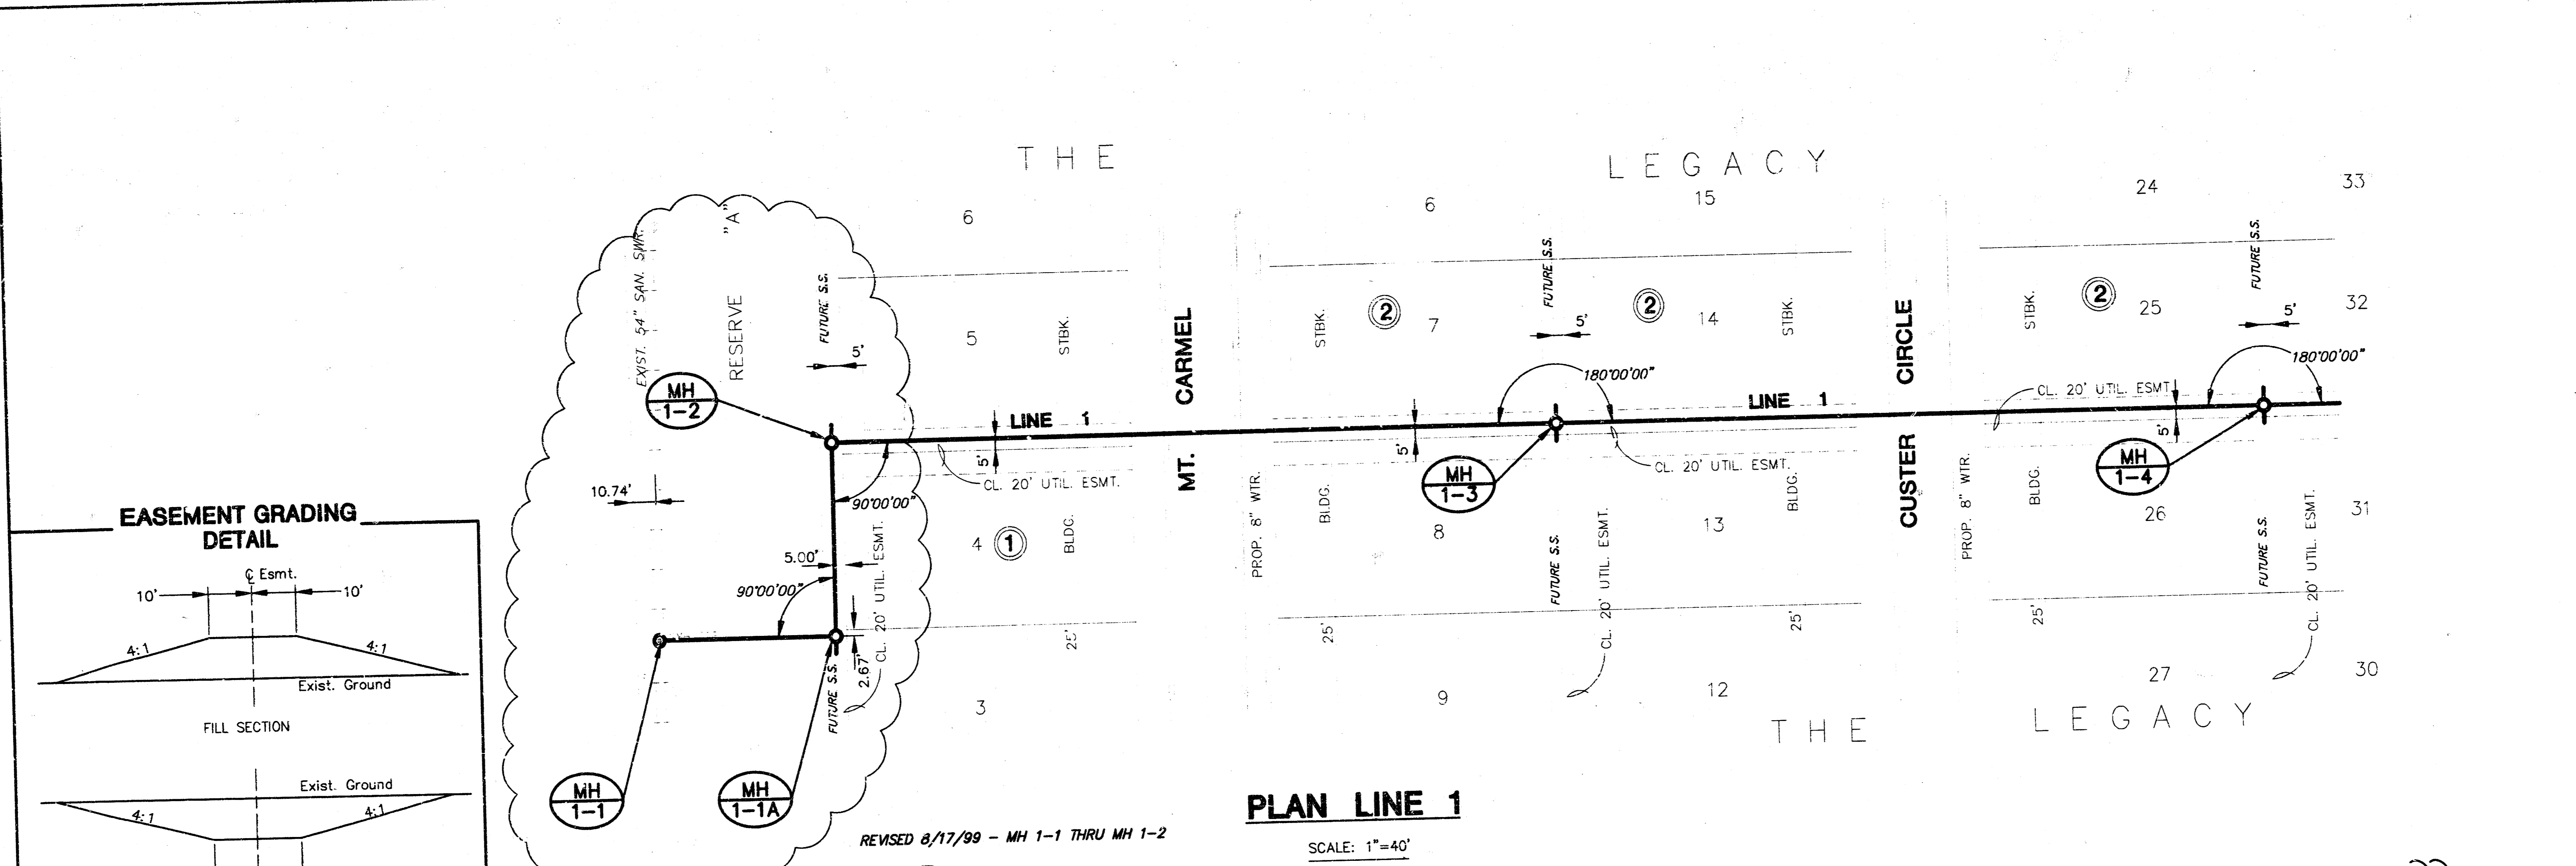 THE
LEGACY
6
6
15
24
33
EXIST. 54" SAN. SWR.
RESERVE "A"
FUTURE S.S.
5'
5
STBK.
MT. CARMEL
STBK.
2
7
FUTURE S.S.
5'
2
14
STBK.
CUSTER CIRCLE
STBK.
2
25
FUTURE S.S.
5'
32
180°00'00"
180°00'00"
MH
1-2
LINE 1
LINE 1
CL. 20' UTIL. ESMT.
5'
CL. 20' UTIL. ESMT.
5'
CL. 20' UTIL. ESMT.
5'
MH
1-3
MH
1-4
10.74'
90°00'00"
5.00'
90°00'00"
CL. 20' UTIL. ESMT.
4
1
BLDG.
PROP. 8" WTR.
BLDG.
8
FUTURE S.S.
CL. 20' UTIL. ESMT.
13
BLDG.
PROP. 8" WTR.
BLDG.
26
FUTURE S.S.
CL. 20' UTIL. ESMT.
31
2.67'
FUTURE S.S.
25'
25'
25'
25'
3
9
12
27
30
THE
LEGACY
EASEMENT GRADING
DETAIL
℄ Esmt.
10'
10'
4:1
4:1
Exist. Ground
FILL SECTION
Exist. Ground
4:1
4:1
MH
1-1
MH
1-1A
REVISED 8/17/99 - MH 1-1 THRU MH 1-2
PLAN LINE 1
SCALE: 1"=40'